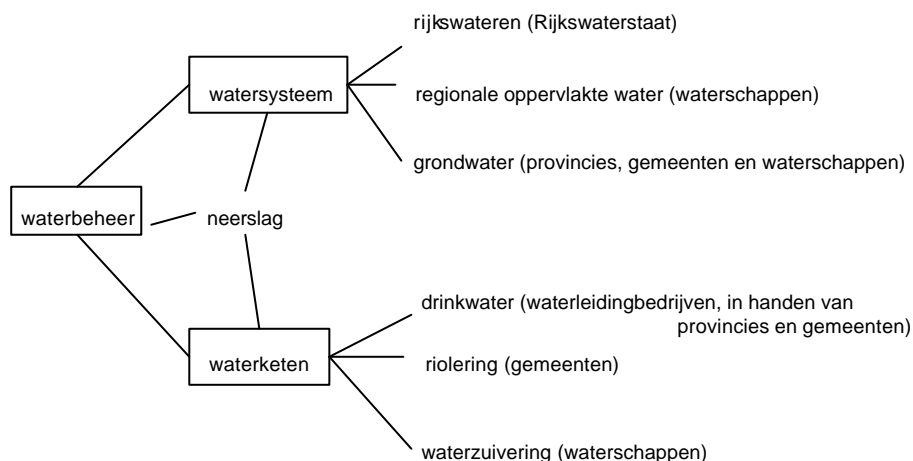 rijkswateren (Rijkswaterstaat)
watersysteem
regionale oppervlakte water (waterschappen)
grondwater (provincies, gemeenten en waterschappen)
waterbeheer
neerslag
drinkwater (waterleidingbedrijven, in handen van
provincies en gemeenten)
waterketen
riolering (gemeenten)
waterzuivering (waterschappen)